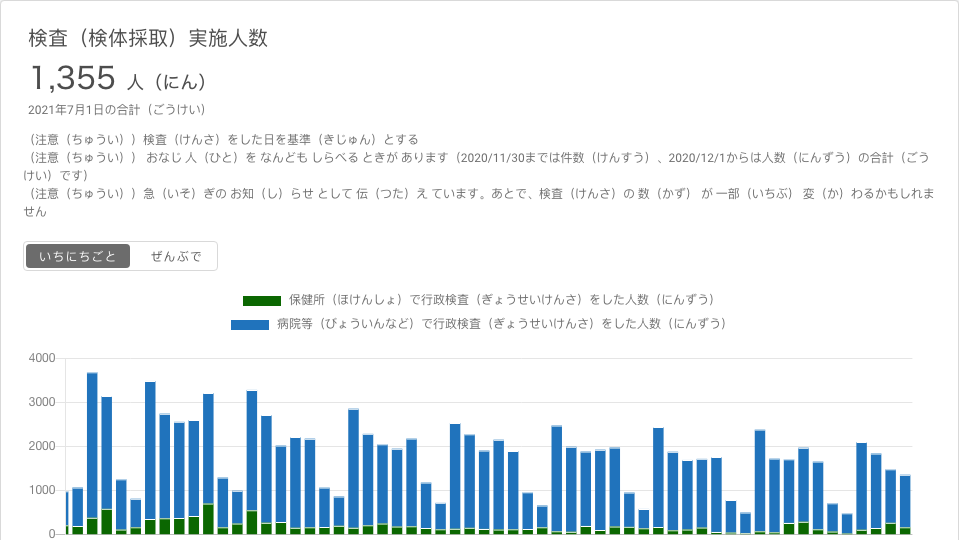 検査（検体採取）実施人数
1,355 人（にん）
2021年7月1日の合計（ごうけい）
（注意（ちゅうい））検査（けんさ）をした日を基準（きじゅん）とする
（注意（ちゅうい）） おなじ 人（ひと）を なんども しらべる ときが あります（2020/11/30までは件数（けんすう）、2020/12/1からは人数（にんずう）の合計（ごう
けい）です）
（注意（ちゅうい））急（いそ）ぎの お知（し）らせ として 伝（つた）え ています。あとで、検査（けんさ）の 数（かず） が 一部（いちぶ） 変（か）わるかもしれま
せん
いちにちごと ぜんぶで
保健所（ほけんしょ）で行政検査（ぎょうせいけんさ）をした人数（にんずう）
病院等（びょういんなど）で行政検査（ぎょうせいけんさ）をした人数（にんずう）
4000
3000
2000
1000
0